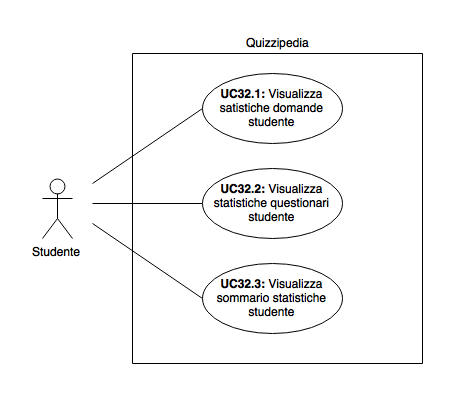 Quizzipedia
UC32.1: Visualizza
satistiche domande
studente
UC32.2: Visualizza
statistiche questionari
studente
Studente
UC32.3: Visualizza
sommario statistiche
studente